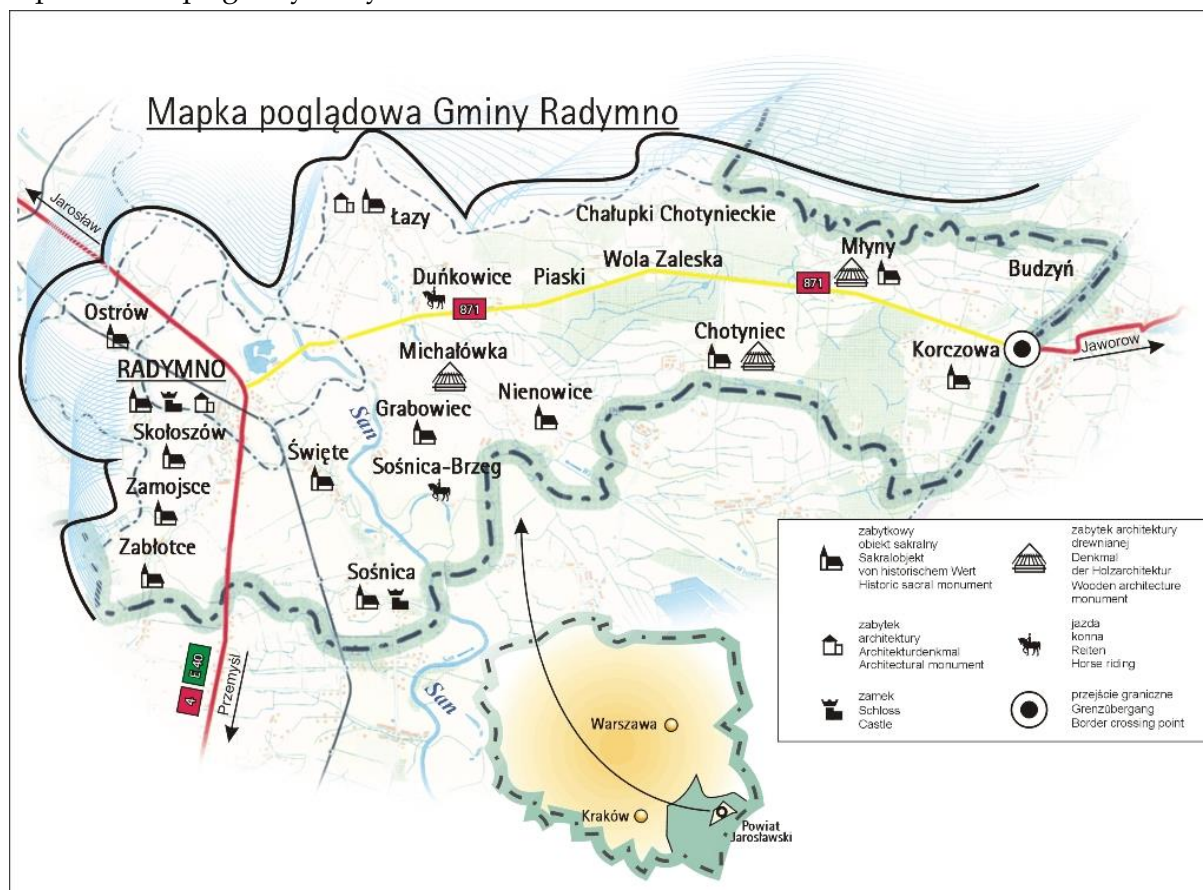 Mapka poglądowa Gminy Radymno
Jarosław
Łazy
Chałupki Chotynieckie
Młyny
Wola Zaleska
Budzyń
Duńkowice
Piaski
871
871
Ostrów
Chotyniec
Korczowa
Jaworow
Michałówka
RADYMNO
Nienowice
San
Grabowiec
Skołoszów
Święte
Sośnica-Brzeg
Zamojsce
Zabłotce
Sośnica
4
E 40
Przemyśl
San
Warszawa
Kraków
Powiat
Jarosławski
zabytkowy
obiekt sakralny
Sakralobjekt
von historischem Wert
Historic sacral monument
zabytek architektury
drewnianej
Denkmal
der Holzarchitektur
Wooden architecture
monument
zabytek
architektury
Architekturdenkmal
Architectural monument
jazda
konna
Reiten
Horse riding
zamek
Schloss
Castle
przejście graniczne
Grenzübergang
Border crossing point